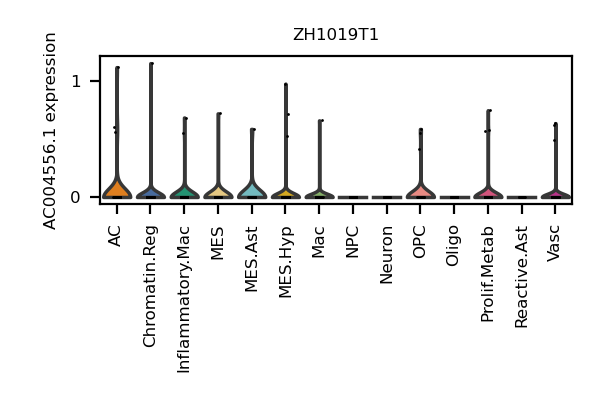 ZH1019T1
AC004556.1 expression
1
0
AC
Chromatin.Reg
Inflammatory.Mac
MES
MES.Ast
MES.Hyp
Mac
NPC
Neuron
OPC
Oligo
Prolif.Metab
Reactive.Ast
Vasc